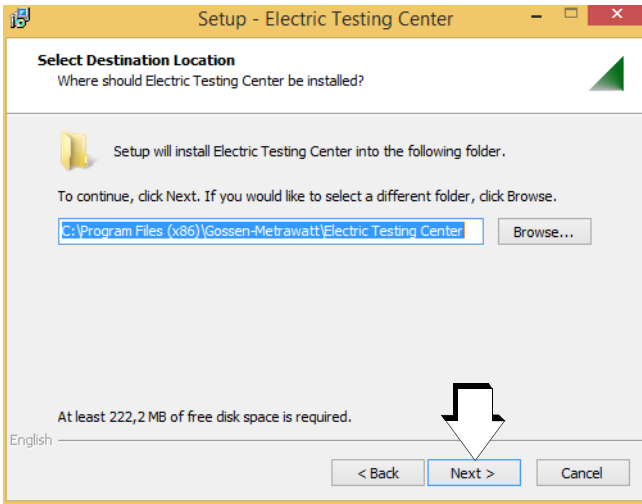 Setup - Electric Testing Center
Select Destination Location
Where should Electric Testing Center be installed?
Setup will install Electric Testing Center into the following folder.
To continue, click Next. If you would like to select a different folder, click Browse.
C:\Program Files (x86)\Gossen-Metrawatt\Electric Testing Center
Browse...
At least 222,2 MB of free disk space is required.
English
< Back
Next >
Cancel